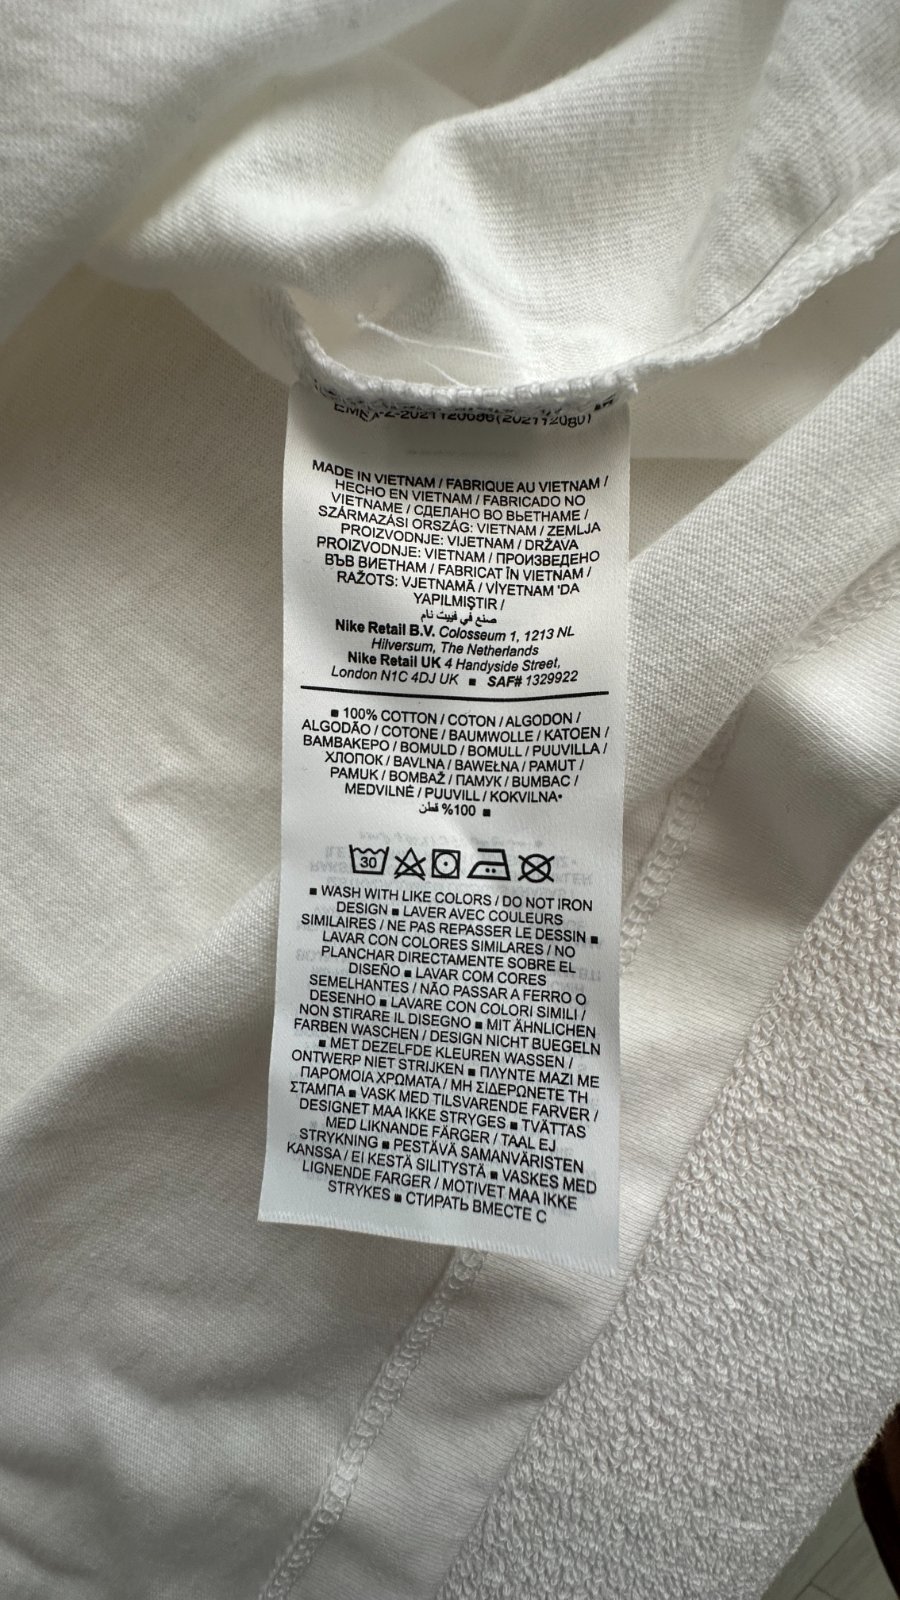 MADE IN VIETNAM / FABRIQUE AU VIETNAM /
HECHO EN VIETNAM / FABRICADO NO
VIETNAME / СДЕЛАНО ВО ВЬЕТНАМЕ /
SZÁRMAZÁSI ORSZÁG: VIETNAM / ZEMLJA
PROIZVODNJE: VIJETNAM / DRŽAVA
PROIZVODNJE: VIETNAM / ПРОИЗВЕДЕНО
ВЪВ ВИЕТНАМ / FABRICAT ÎN VIETNAM /
RAŽOTS: VJETNAMĀ / VİYETNAM 'DA
YAPILMIŞTIR /
صنع في فييت نام
Nike Retail B.V. Colosseum 1, 1213 NL
Hilversum, The Netherlands
Nike Retail UK 4 Handyside Street,
London N1C 4DJ UK ■ SAF# 1329922
■ 100% COTTON / COTON / ALGODON /
ALGODÃO / COTONE / BAUMWOLLE / KATOEN /
ΒΑΜΒΑΚΕΡΟ / BOMULD / BOMULL / PUUVILLA /
ХЛОПОК / BAVLNA / BAWEŁNA / PAMUT /
PAMUK / BOMBAŽ / ПАМУК / BUMBAC /
MEDVILNĖ / PUUVILL / KOKVILNA•
■ 100% قطن
30
■ WASH WITH LIKE COLORS / DO NOT IRON
DESIGN ■ LAVER AVEC COULEURS
SIMILAIRES / NE PAS REPASSER LE DESSIN ■
LAVAR CON COLORES SIMILARES / NO
PLANCHAR DIRECTAMENTE SOBRE EL
DISEÑO ■ LAVAR COM CORES
SEMELHANTES / NÃO PASSAR A FERRO O
DESENHO ■ LAVARE CON COLORI SIMILI /
NON STIRARE IL DISEGNO ■ MIT ÄHNLICHEN
FARBEN WASCHEN / DESIGN NICHT BUEGELN
■ MET DEZELFDE KLEUREN WASSEN /
ONTWERP NIET STRIJKEN ■ ΠΛΥΝΤΕ ΜΑΖΙ ΜΕ
ΠΑΡΟΜΟΙΑ ΧΡΩΜΑΤΑ / ΜΗ ΣΙΔΕΡΩΝΕΤΕ ΤΗ
ΣΤΑΜΠΑ ■ VASK MED TILSVARENDE FARVER /
DESIGNET MAA IKKE STRYGES ■ TVÄTTAS
MED LIKNANDE FÄRGER / TAAL EJ
STRYKNING ■ PESTÄVÄ SAMANVÄRISTEN
KANSSA / EI KESTÄ SILITYSTÄ ■ VASKES MED
LIGNENDE FARGER / MOTIVET MAA IKKE
STRYKES ■ СТИРАТЬ ВМЕСТЕ С